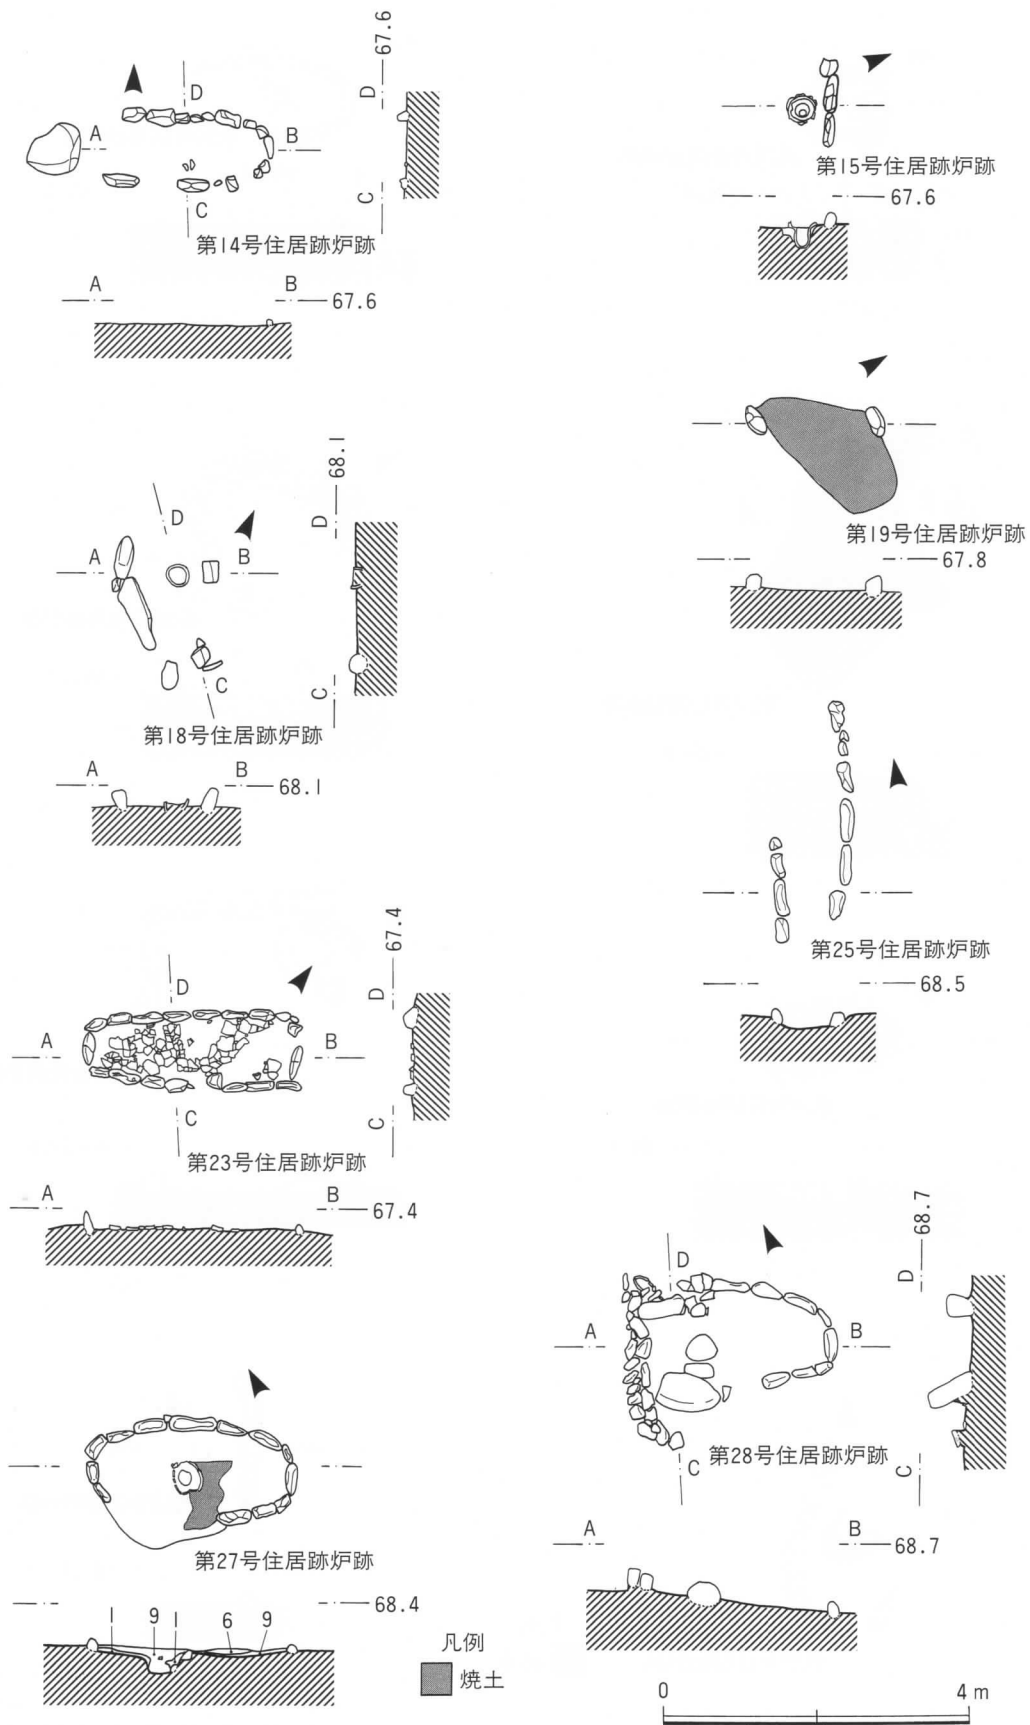 67.6
D
A
B
D
C
C
第14号住居跡炉跡
A
B
67.6
第15号住居跡炉跡
67.6
第19号住居跡炉跡
67.8
68.1
D
D
A
B
C
C
第18号住居跡炉跡
A
B
68.1
第25号住居跡炉跡
68.5
67.4
D
D
A
B
C
C
第23号住居跡炉跡
A
B
67.4
68.7
D
D
A
B
第28号住居跡炉跡
C
C
A
B
68.7
第27号住居跡炉跡
68.4
1 9 1 6 9
凡例
焼土
0 4 m